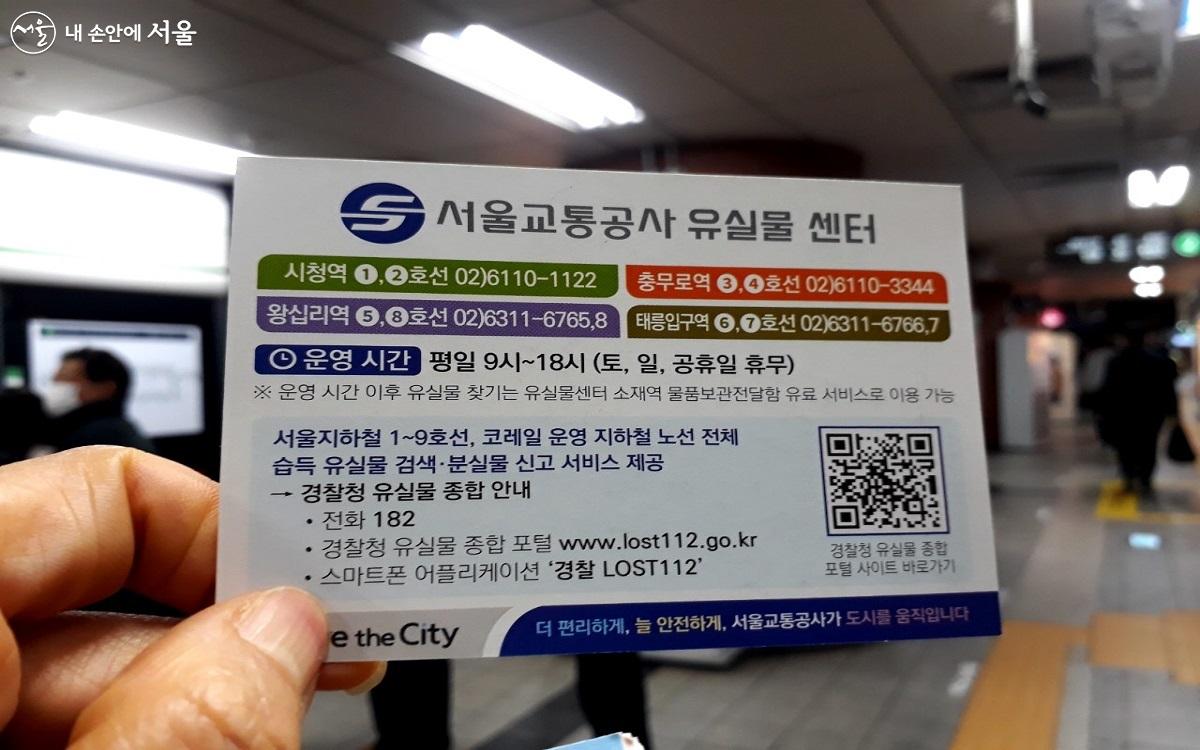 서울 내 손안에 서울
서울교통공사 유실물 센터
시청역 1,2호선 02)6110-1122
충무로역 3,4호선 02)6110-3344
왕십리역 5,8호선 02)6311-6765,8
태릉입구역 6,7호선 02)6311-6766,7
운영 시간 평일 9시~18시 (토, 일, 공휴일 휴무)
※ 운영 시간 이후 유실물 찾기는 유실물센터 소재역 물품보관전달함 유료 서비스로 이용 가능
서울지하철 1~9호선, 코레일 운영 지하철 노선 전체
습득 유실물 검색·분실물 신고 서비스 제공
→ 경찰청 유실물 종합 안내
• 전화 182
• 경찰청 유실물 종합 포털 www.lost112.go.kr
• 스마트폰 어플리케이션 '경찰 LOST112'
경찰청 유실물 종합
포털 사이트 바로가기
the City
더 편리하게, 늘 안전하게, 서울교통공사가 도시를 움직입니다